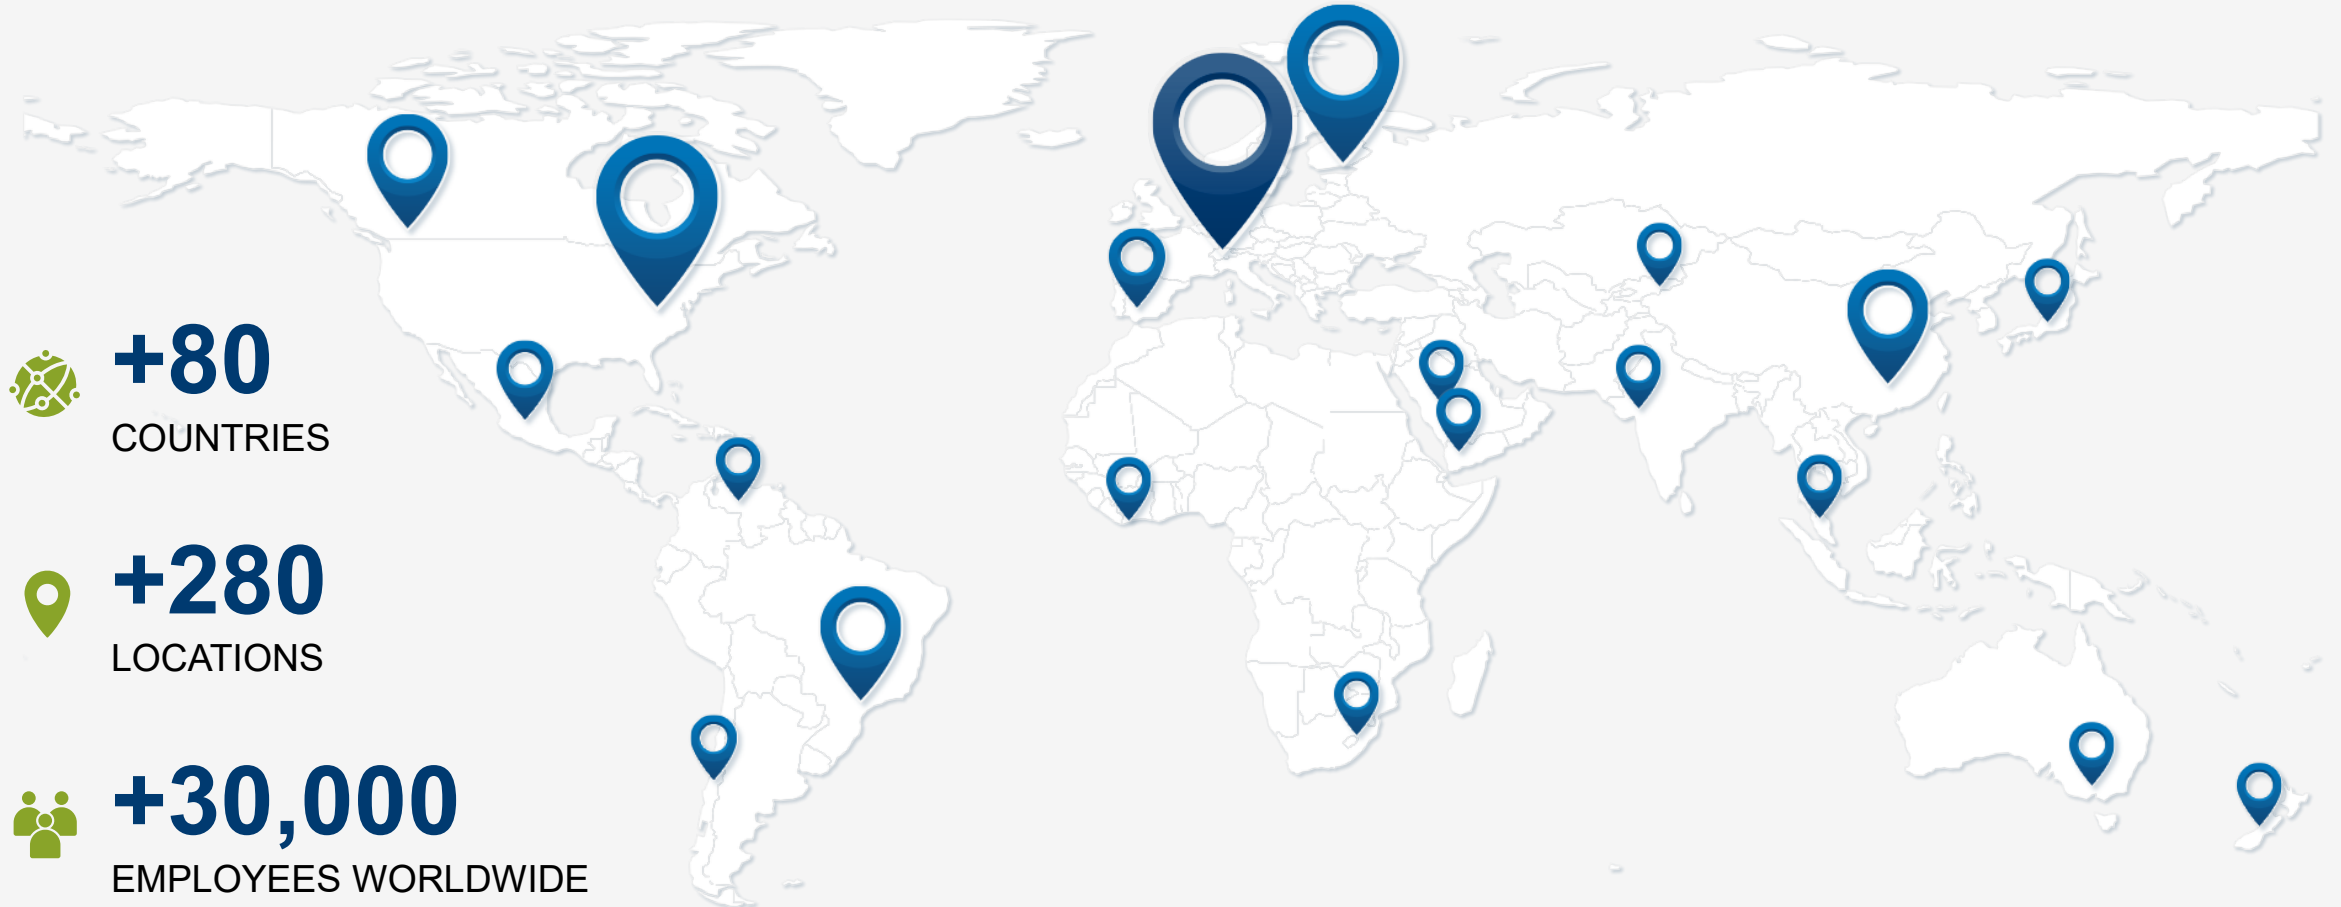 +80
COUNTRIES
+280
LOCATIONS
+30,000
EMPLOYEES WORLDWIDE